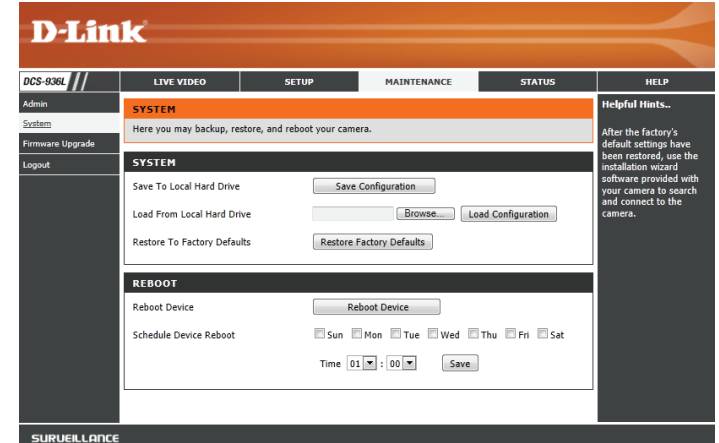 D-Link
DCS-936L
LIVE VIDEO SETUP MAINTENANCE STATUS HELP
Admin
System
Firmware Upgrade
Logout
SYSTEM
Here you may backup, restore, and reboot your camera.
SYSTEM
Save To Local Hard Drive Save Configuration
Load From Local Hard Drive Browse... Load Configuration
Restore To Factory Defaults Restore Factory Defaults
REBOOT
Reboot Device Reboot Device
Schedule Device Reboot Sun Mon Tue Wed Thu Fri Sat
Time 01 : 00 Save
Helpful Hints..
After the factory's
default settings have
been restored, use the
installation wizard
software provided with
your camera to search
and connect to the
camera.
SURVEILLANCE